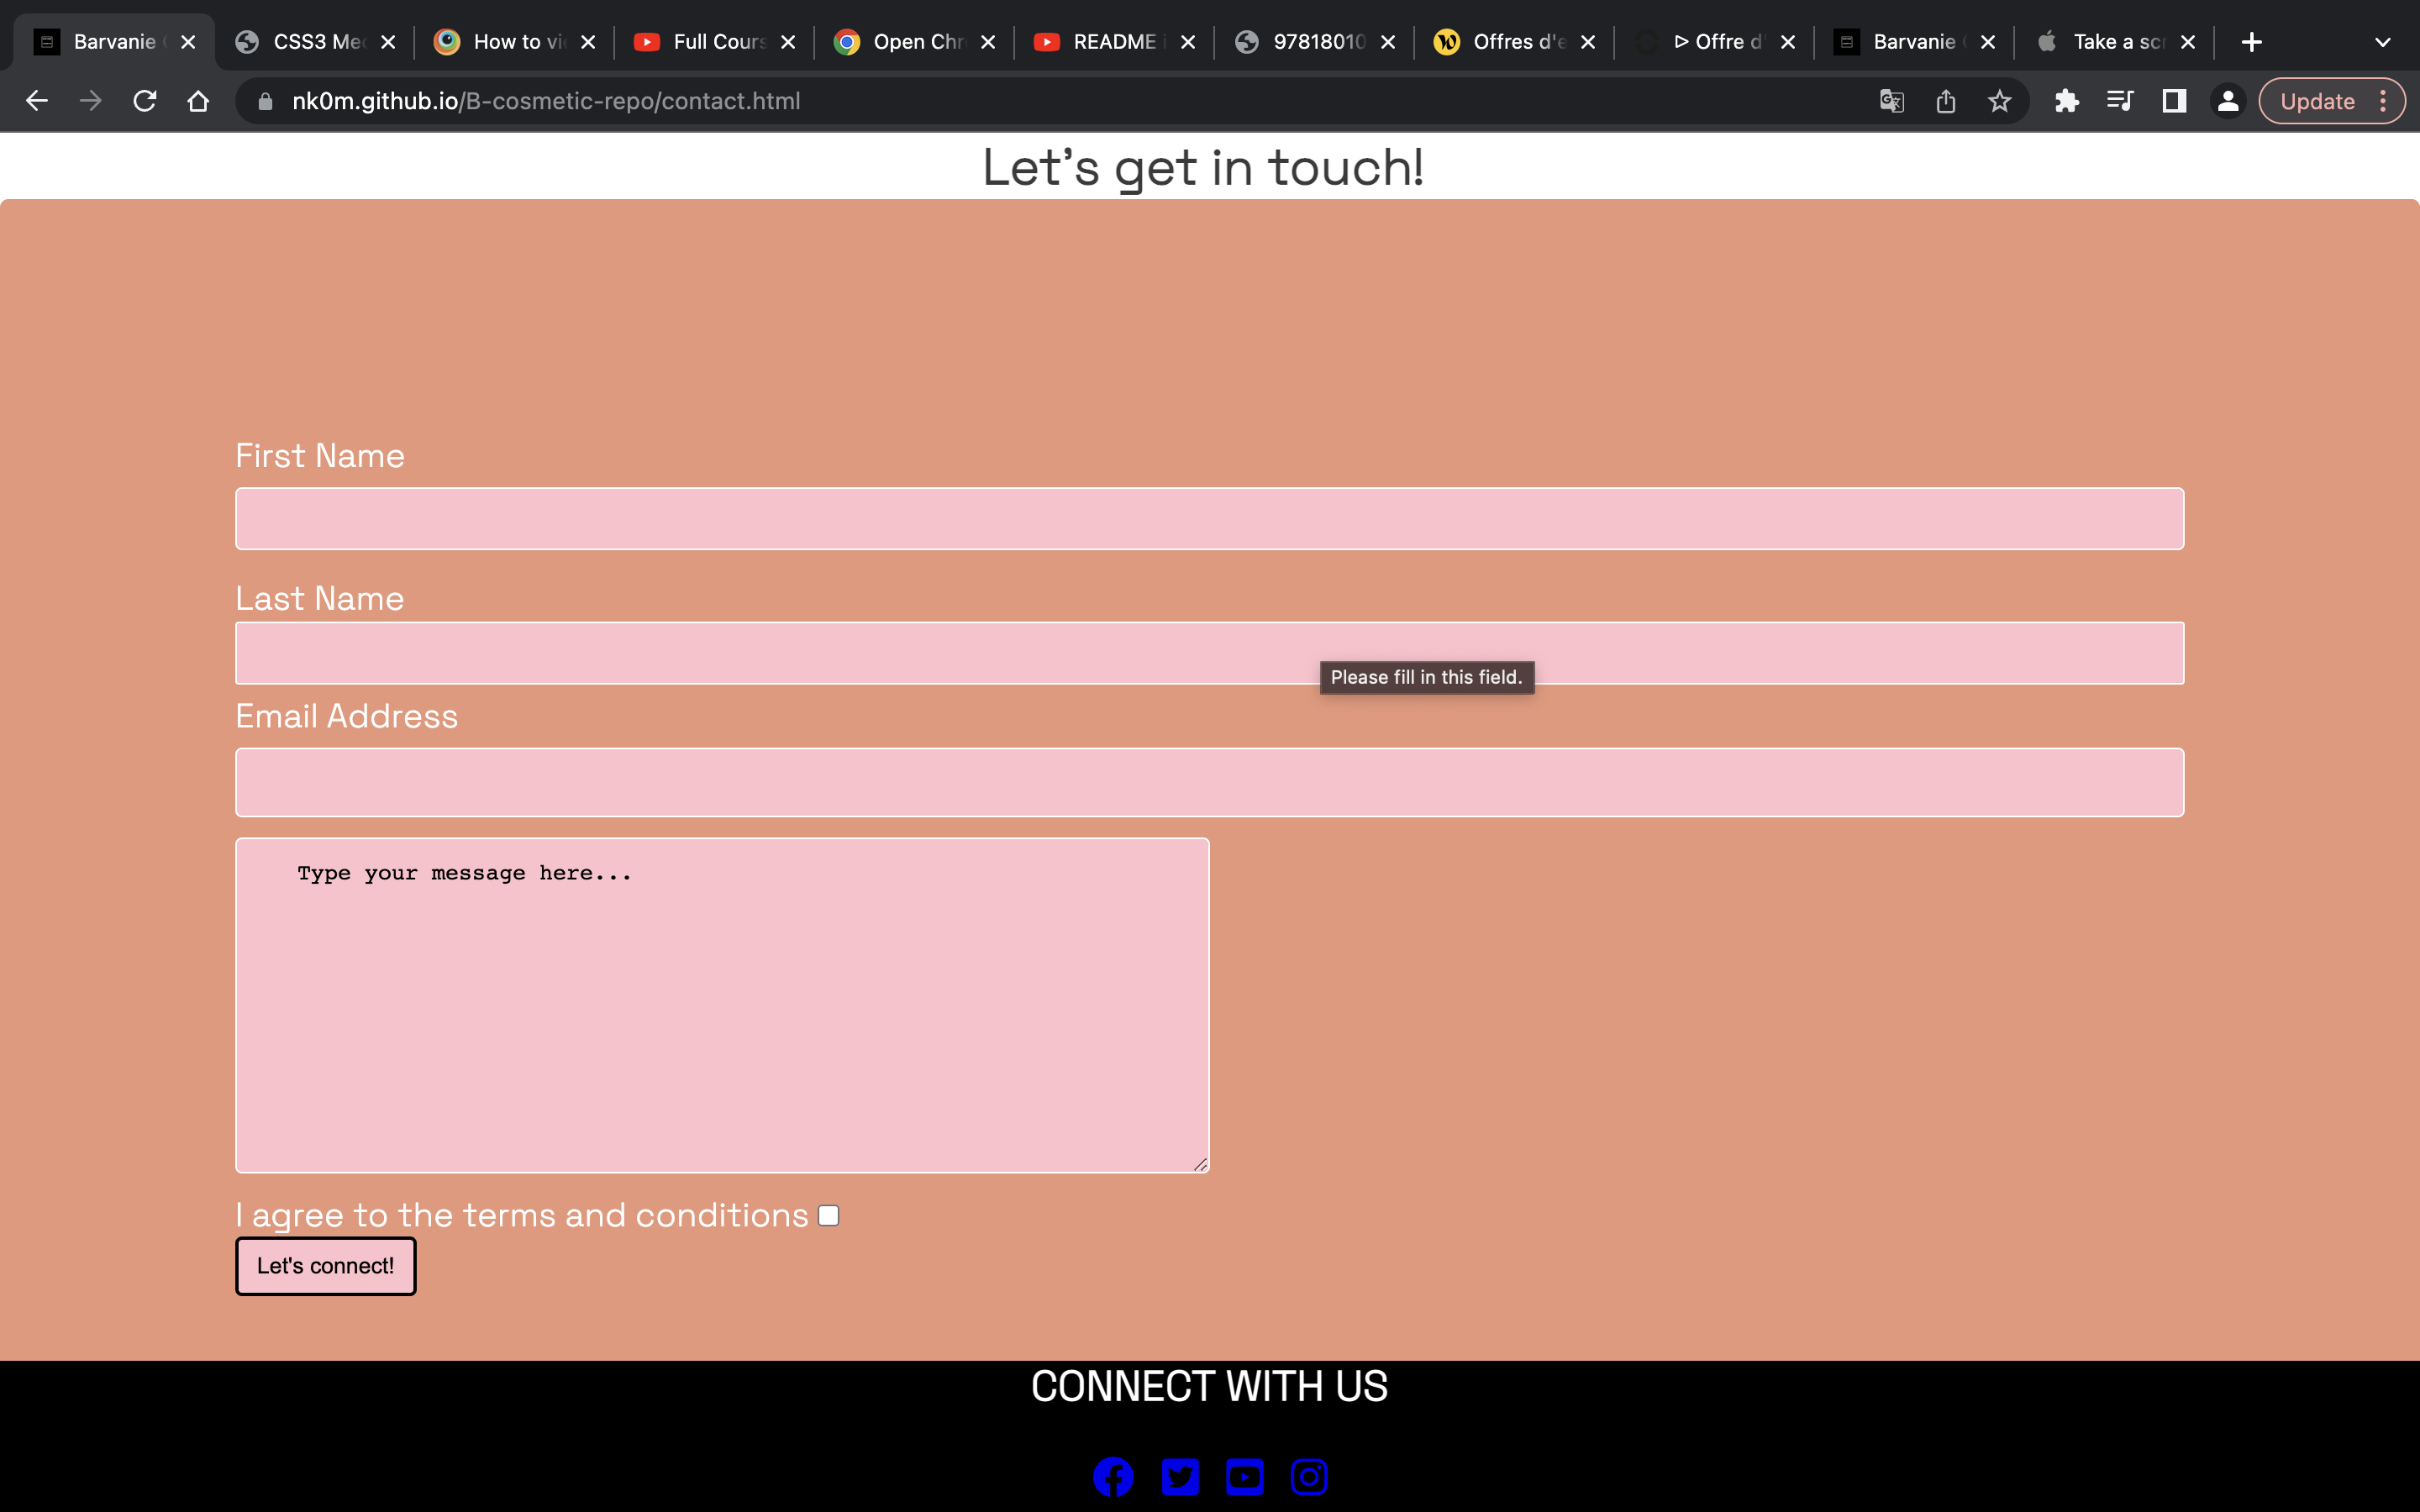 Barvanie
CSS3 Me
How to vi
Full Cours
Open Chr
README i
97818010
Offres d'e
▷ Offre d'
Barvanie
Take a scr
nk0m.github.io/B-cosmetic-repo/contact.html
Update
Let's get in touch!
First Name
Last Name
Please fill in this field.
Email Address
Type your message here...
I agree to the terms and conditions
Let's connect!
CONNECT WITH US